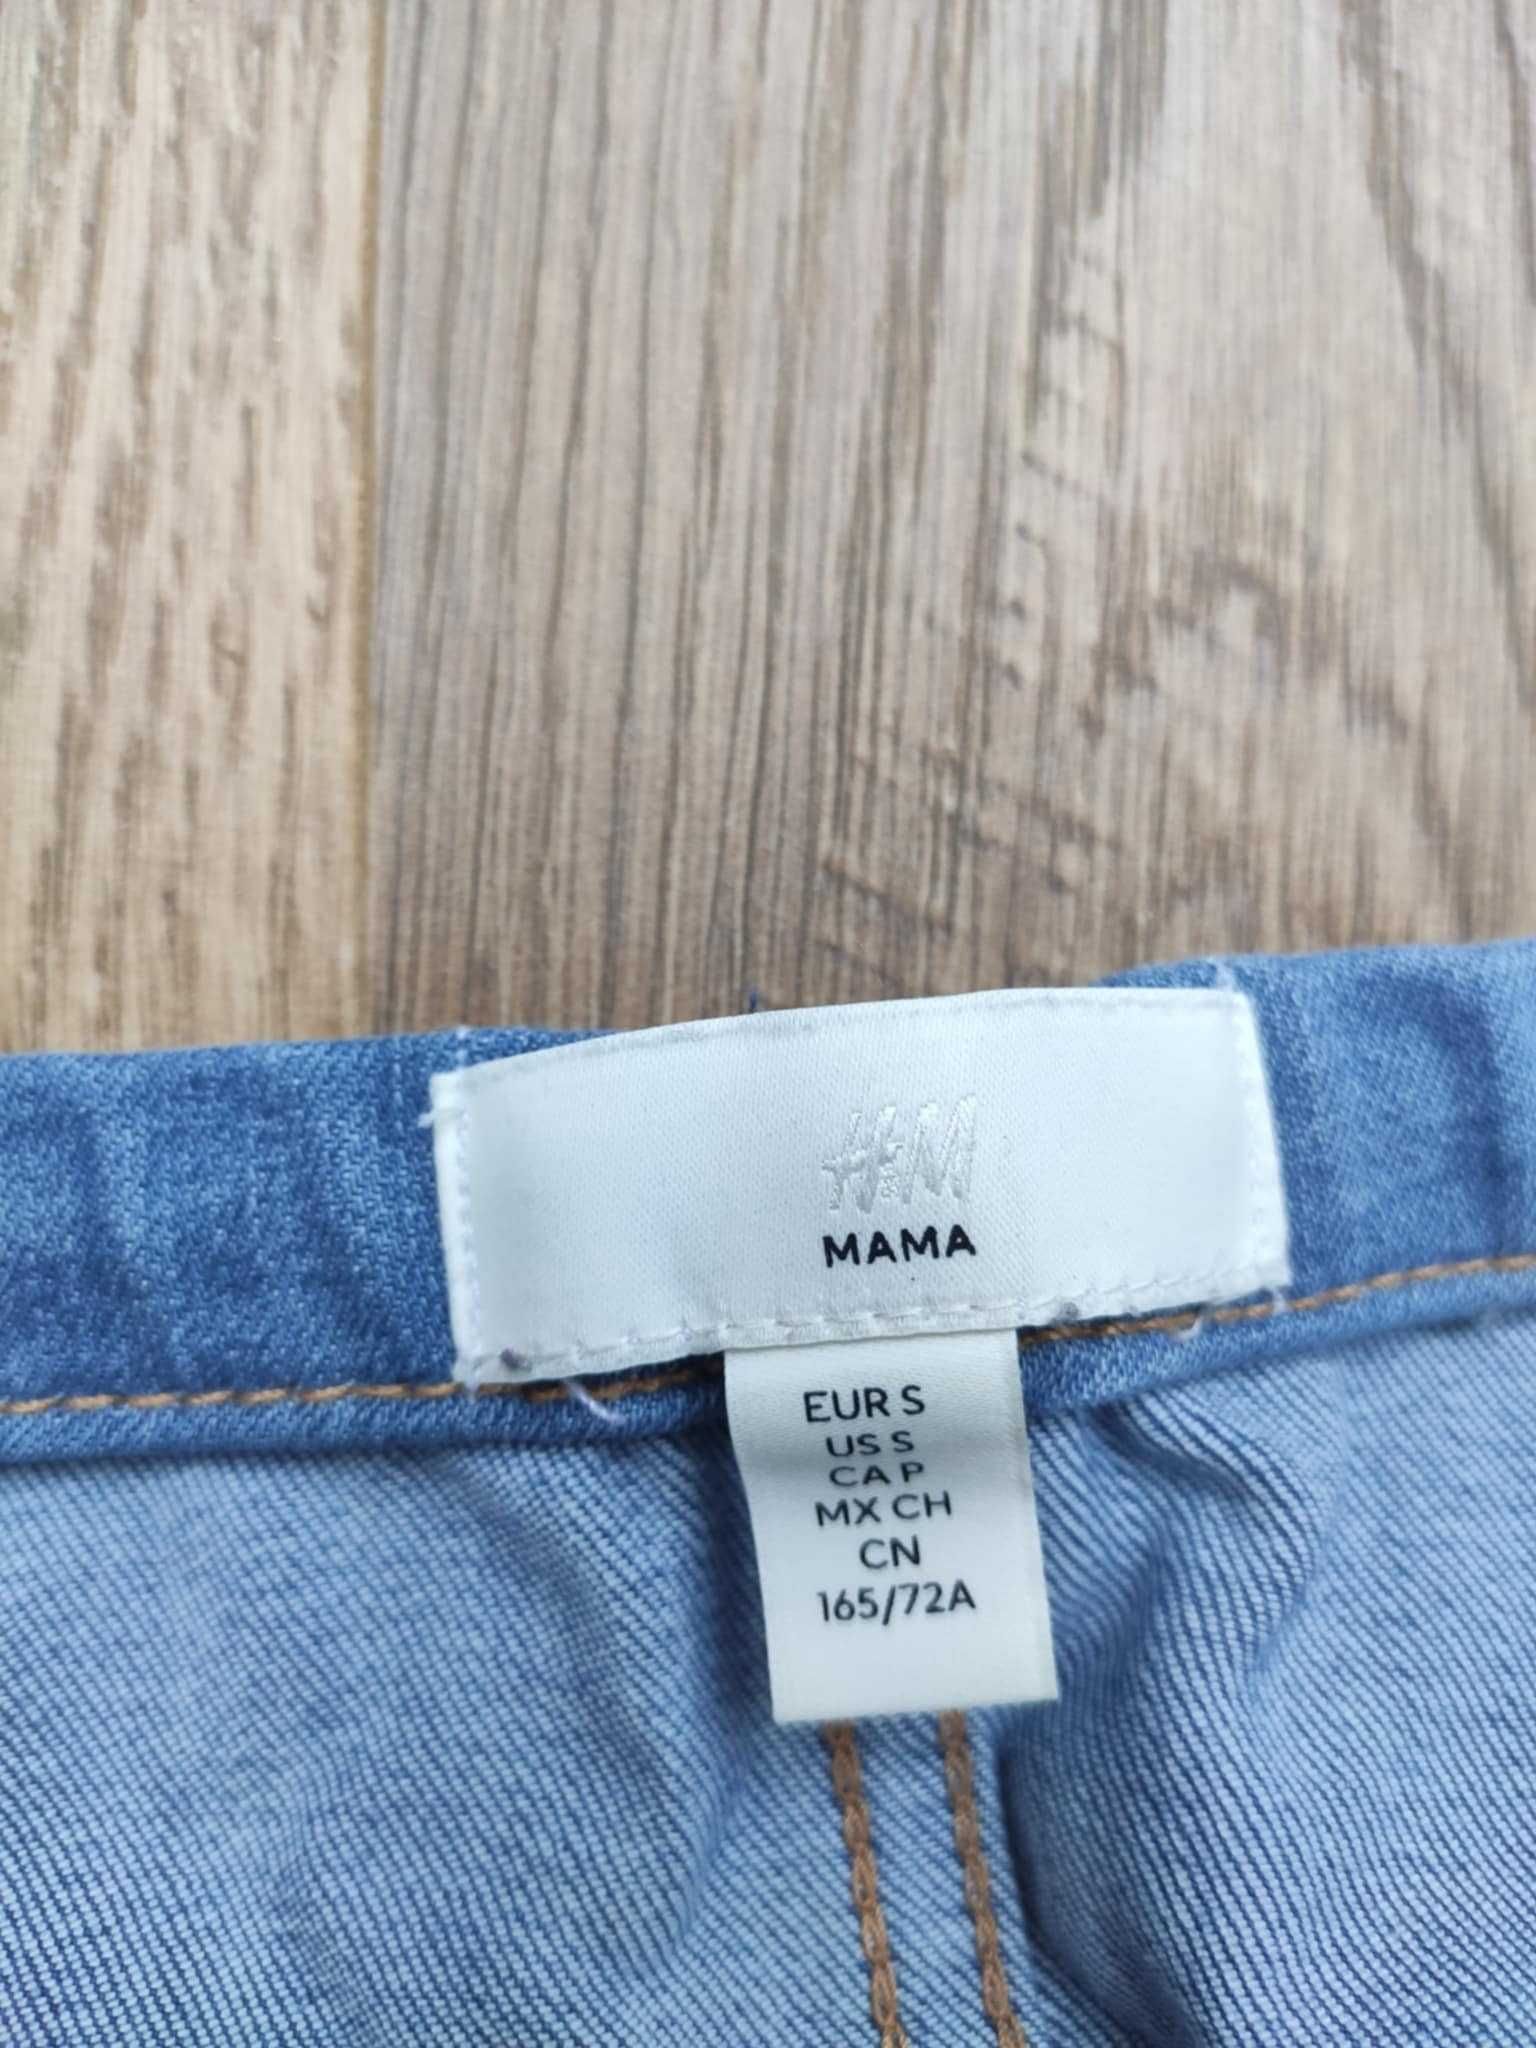 H&M
MAMA
EUR S
US S
CA P
MX CH
CN
165/72A